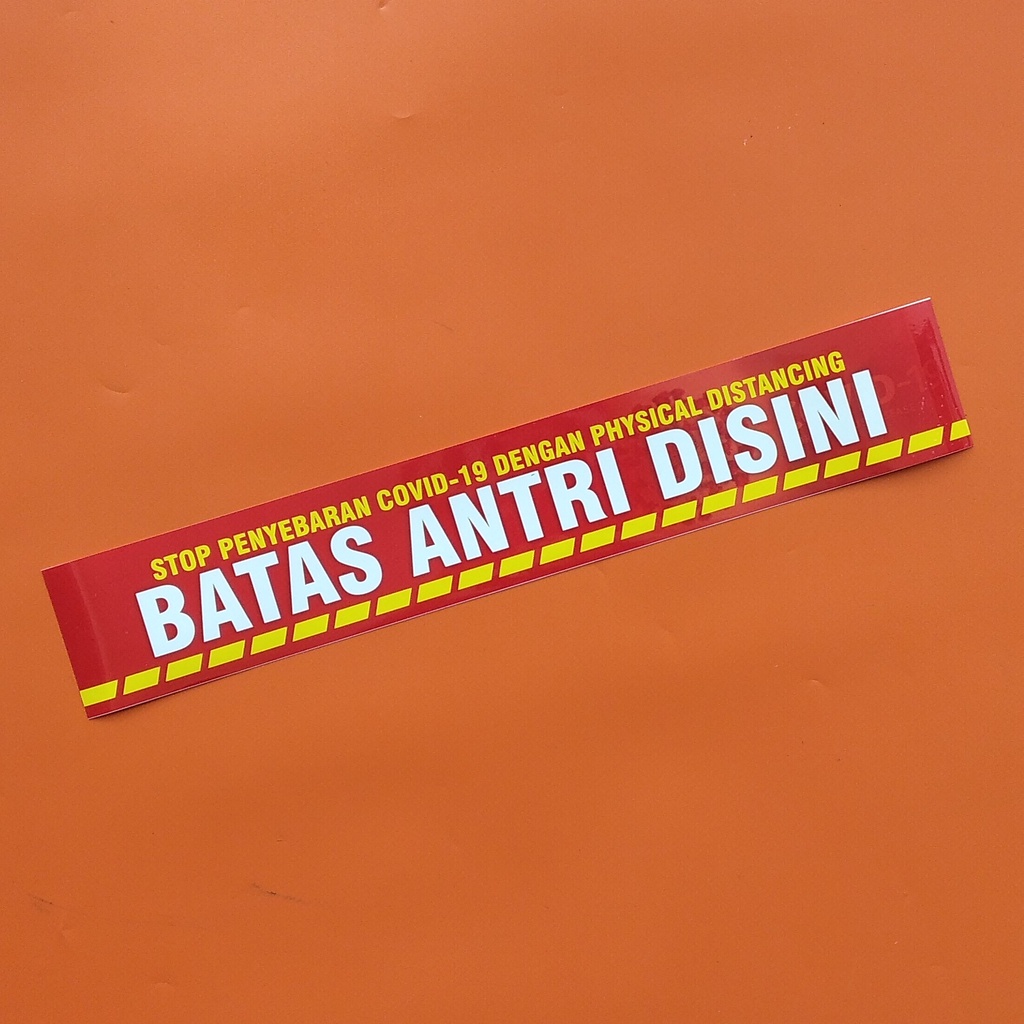 STOP PENYEBARAN COVID-19 DENGAN PHYSICAL DISTANCING
BATAS ANTRI DISINI